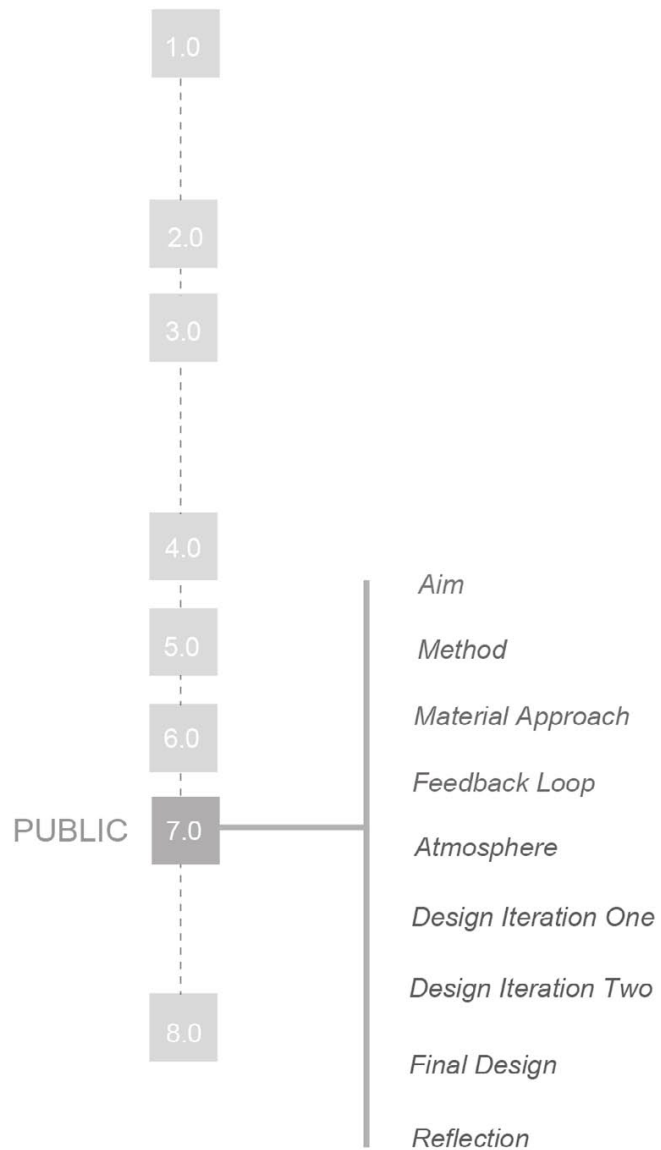 1.0
2.0
3.0
4.0
5.0
6.0
PUBLIC 7.0
8.0
Aim
Method
Material Approach
Feedback Loop
Atmosphere
Design Iteration One
Design Iteration Two
Final Design
Reflection